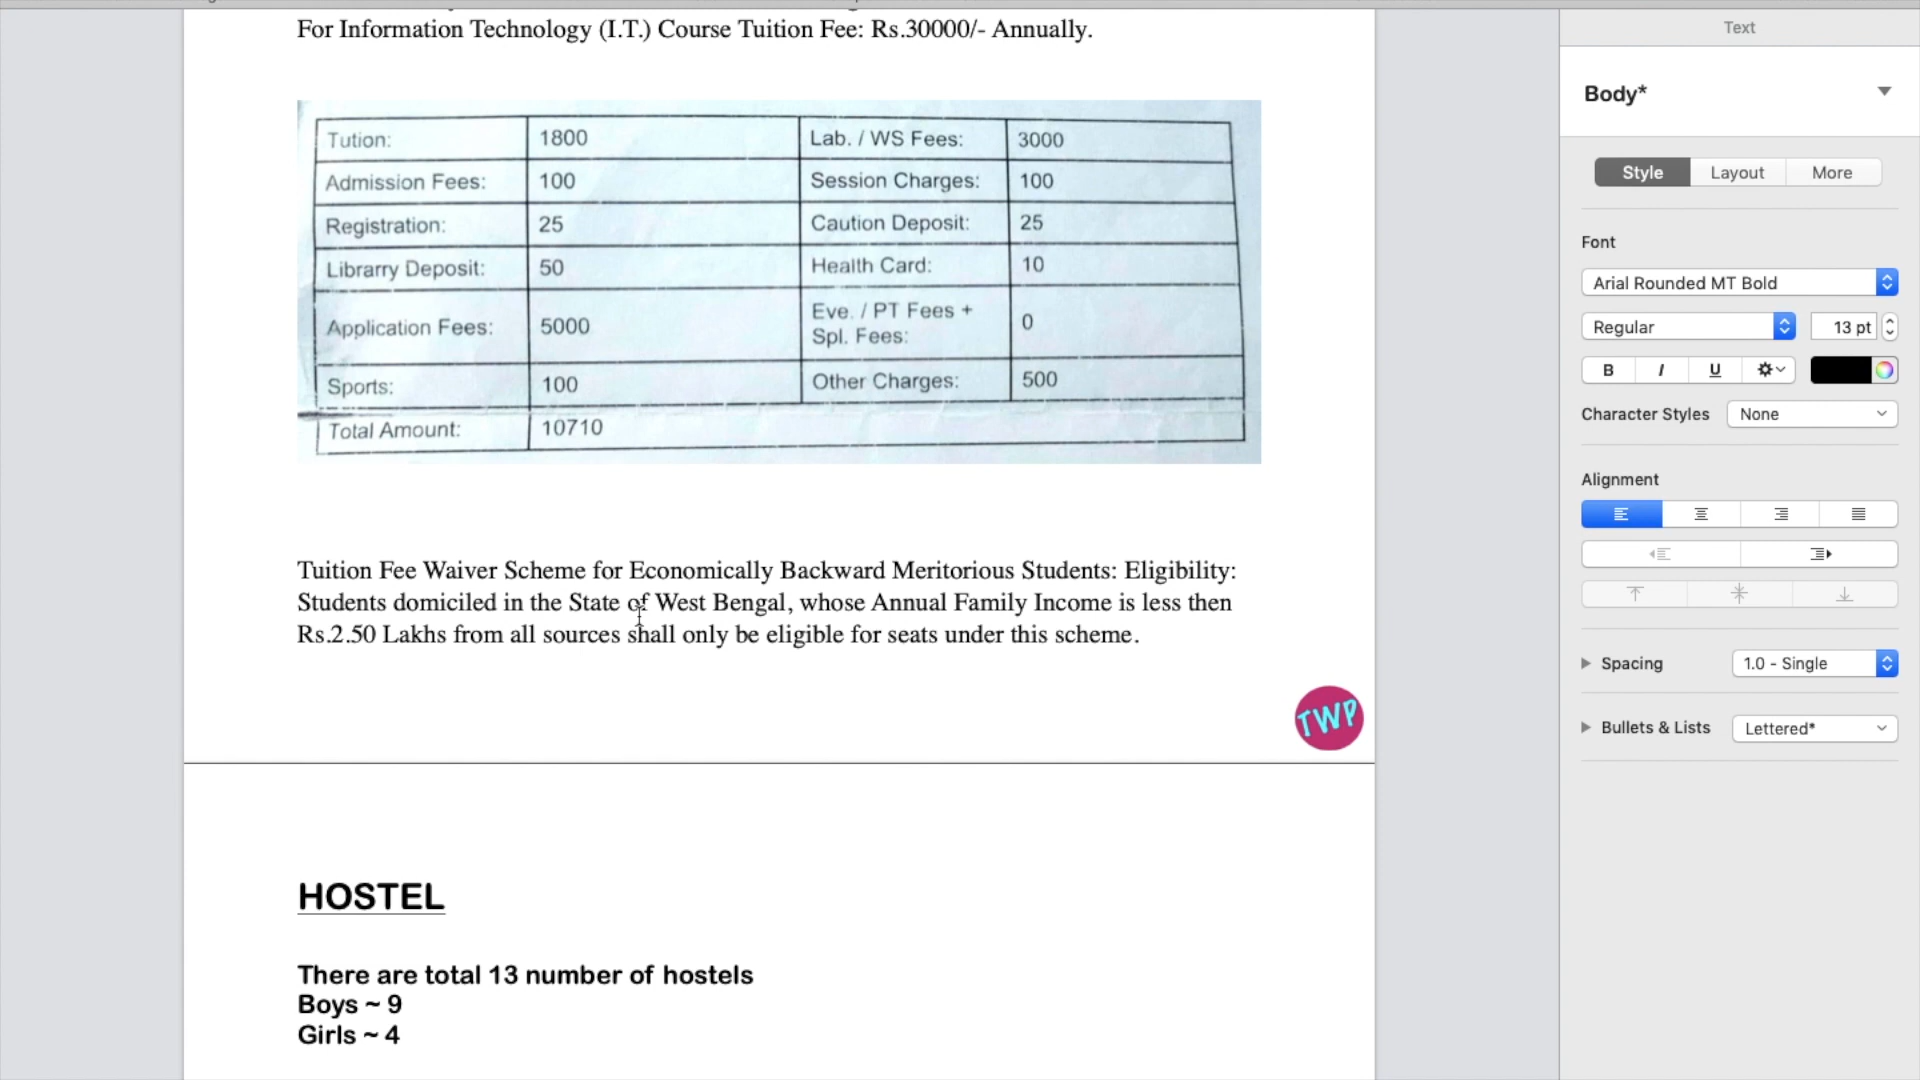 For Information Technology (I.T.) Course Tuition Fee: Rs.30000/- Annually.
Tution: 1800 Lab. / WS Fees: 3000
Admission Fees: 100 Session Charges: 100
Registration: 25 Caution Deposit: 25
Librarry Deposit: 50 Health Card: 10
Application Fees: 5000 Eve. / PT Fees +
Spl. Fees: 0
Sports: 100 Other Charges: 500
Total Amount: 10710
Tuition Fee Waiver Scheme for Economically Backward Meritorious Students: Eligibility:
Students domiciled in the State of West Bengal, whose Annual Family Income is less then
Rs.2.50 Lakhs from all sources shall only be eligible for seats under this scheme.
TWP
HOSTEL
There are total 13 number of hostels
Boys ~ 9
Girls ~ 4
Text
Body*
Style Layout More
Font
Arial Rounded MT Bold
Regular 13 pt
B I U
Character Styles None
Alignment
Spacing 1.0 - Single
Bullets & Lists Lettered*